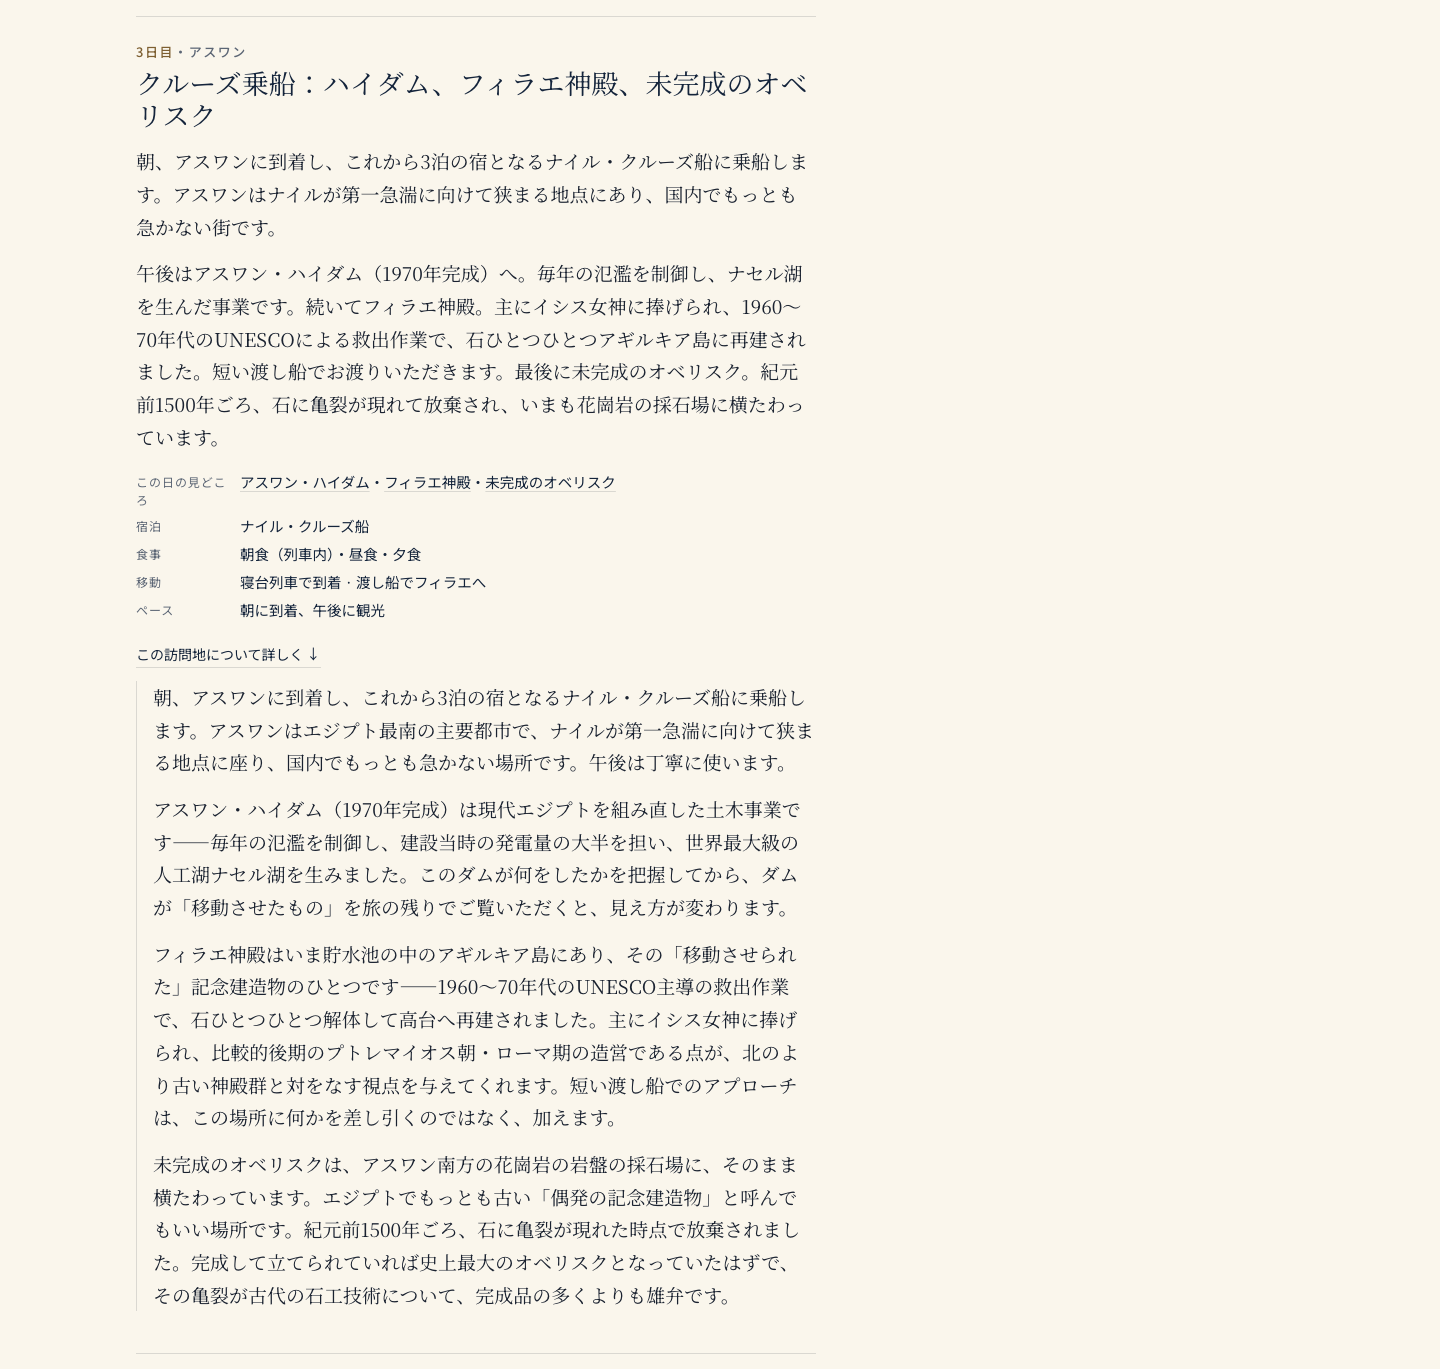 3日目・アスワン
クルーズ乗船：ハイダム、フィラエ神殿、未完成のオベ
リスク
朝、アスワンに到着し、これから3泊の宿となるナイル・クルーズ船に乗船しま
す。アスワンはナイルが第一急湍に向けて狭まる地点にあり、国内でもっとも
急かない街です。
午後はアスワン・ハイダム（1970年完成）へ。毎年の氾濫を制御し、ナセル湖
を生んだ事業です。続いてフィラエ神殿。主にイシス女神に捧げられ、1960〜
70年代のUNESCOによる救出作業で、石ひとつひとつアギルキア島に再建され
ました。短い渡し船でお渡りいただきます。最後に未完成のオベリスク。紀元
前1500年ごろ、石に亀裂が現れて放棄され、いまも花崗岩の採石場に横たわっ
ています。
この日の見どこ アスワン・ハイダム・フィラエ神殿・未完成のオベリスク
ろ
宿泊 ナイル・クルーズ船
食事 朝食（列車内）・昼食・夕食
移動 寝台列車で到着 · 渡し船でフィラエへ
ペース 朝に到着、午後に観光
この訪問地について詳しく ↓
朝、アスワンに到着し、これから3泊の宿となるナイル・クルーズ船に乗船し
ます。アスワンはエジプト最南の主要都市で、ナイルが第一急湍に向けて狭ま
る地点に座り、国内でもっとも急かない場所です。午後は丁寧に使います。
アスワン・ハイダム（1970年完成）は現代エジプトを組み直した土木事業で
す——毎年の氾濫を制御し、建設当時の発電量の大半を担い、世界最大級の
人工湖ナセル湖を生みました。このダムが何をしたかを把握してから、ダム
が「移動させたもの」を旅の残りでご覧いただくと、見え方が変わります。
フィラエ神殿はいま貯水池の中のアギルキア島にあり、その「移動させられ
た」記念建造物のひとつです——1960〜70年代のUNESCO主導の救出作業
で、石ひとつひとつ解体して高台へ再建されました。主にイシス女神に捧げ
られ、比較的後期のプトレマイオス朝・ローマ期の造営である点が、北のよ
り古い神殿群と対をなす視点を与えてくれます。短い渡し船でのアプローチ
は、この場所に何かを差し引くのではなく、加えます。
未完成のオベリスクは、アスワン南方の花崗岩の岩盤の採石場に、そのまま
横たわっています。エジプトでもっとも古い「偶発の記念建造物」と呼んで
もいい場所です。紀元前1500年ごろ、石に亀裂が現れた時点で放棄されまし
た。完成して立てられていれば史上最大のオベリスクとなっていたはずで、
その亀裂が古代の石工技術について、完成品の多くよりも雄弁です。